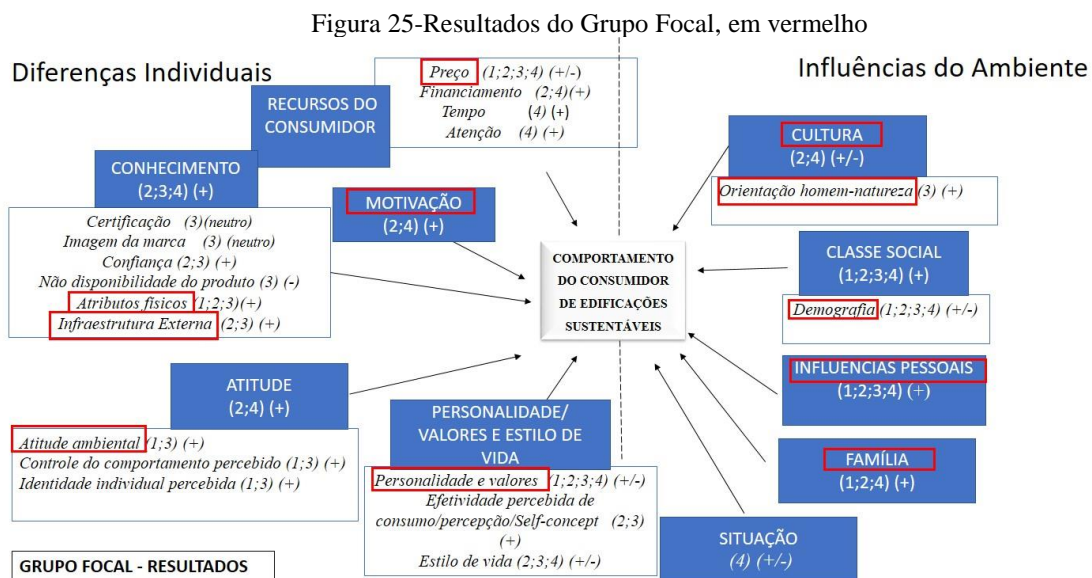 Figura 25-Resultados do Grupo Focal, em vermelho
Diferenças Individuais
Influências do Ambiente
RECURSOS DO
CONSUMIDOR
Preço (1;2;3;4) (+/-)
Financiamento (2;4)(+)
Tempo (4) (+)
Atenção (4) (+)
CONHECIMENTO
(2;3;4) (+)
Certificação (3)(neutro)
Imagem da marca (3) (neutro)
Confiança (2;3) (+)
Não disponibilidade do produto (3) (-)
Atributos físicos (1;2;3)(+)
Infraestrutura Externa (2;3) (+)
MOTIVAÇÃO
(2;4) (+)
ATITUDE
(2;4) (+)
Atitude ambiental (1;3) (+)
Controle do comportamento percebido (1;3) (+)
Identidade individual percebida (1;3) (+)
PERSONALIDADE/
VALORES E ESTILO DE
VIDA
Personalidade e valores (1;2;3;4) (+/-)
Efetividade percebida de
consumo/percepção/Self-concept (2;3)
(+)
Estilo de vida (2;3;4) (+/-)
COMPORTAMENTO
DO CONSUMIDOR
DE EDIFICAÇÕES
SUSTENTÁVEIS
CULTURA
(2;4) (+/-)
Orientação homem-natureza (3) (+)
CLASSE SOCIAL
(1;2;3;4) (+)
Demografia (1;2;3;4) (+/-)
INFLUENCIAS PESSOAIS
(1;2;3;4) (+)
FAMÍLIA
(1;2;4) (+)
SITUAÇÃO
(4) (+/-)
GRUPO FOCAL - RESULTADOS